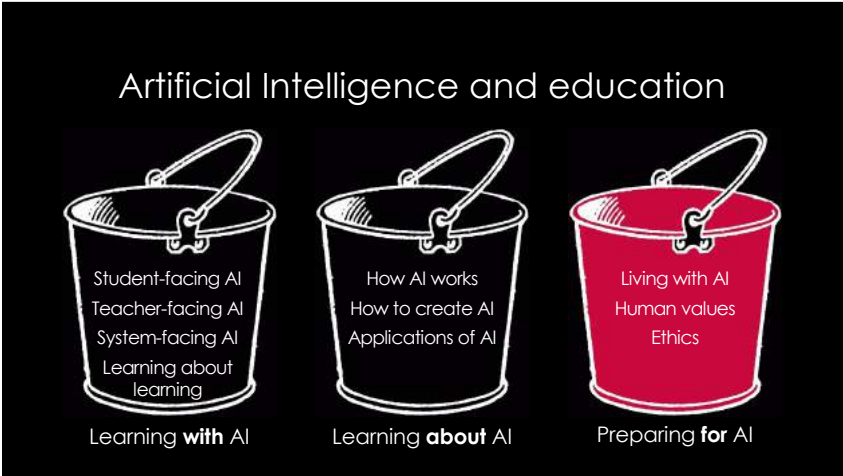 Artificial Intelligence and education
Student-facing AI
Teacher-facing AI
System-facing AI
Learning about
learning
Learning with AI
How AI works
How to create AI
Applications of AI
Learning about AI
Living with AI
Human values
Ethics
Preparing for AI